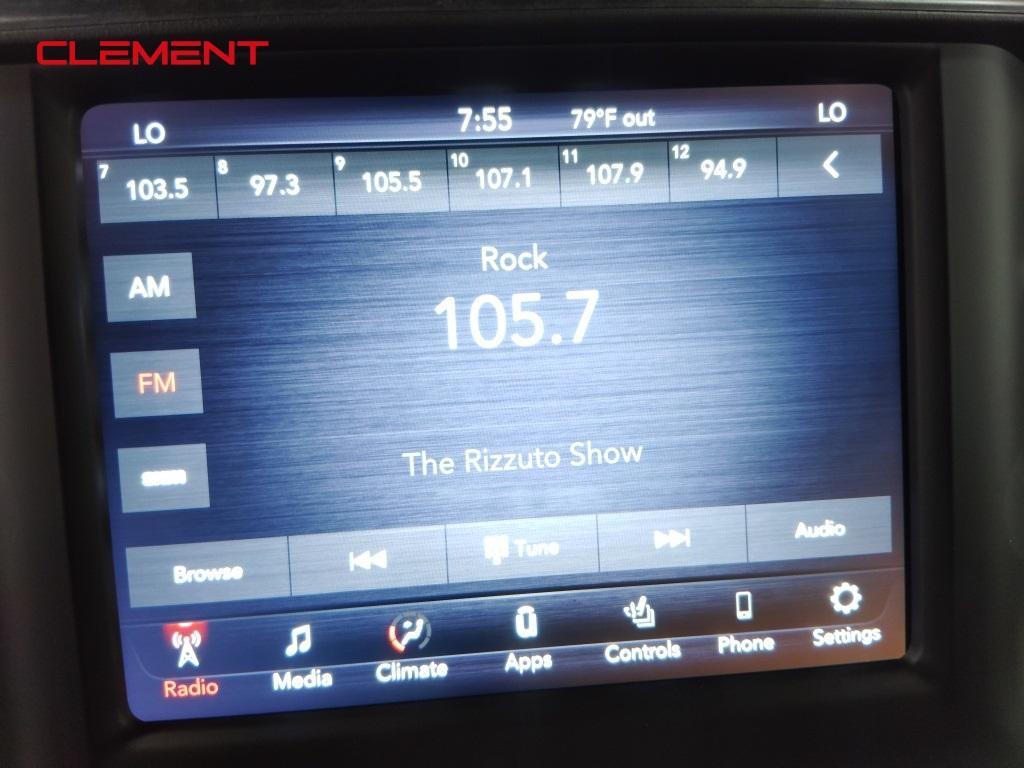 CLEMENT
LO 7:55 79°F out LO
7 103.5 8 97.3 9 105.5 10 107.1 11 107.9 12 94.9
Rock
AM
105.7
FM
The Rizzuto Show
Browse Tune Audio
Radio Media Climate Apps Controls Phone Settings